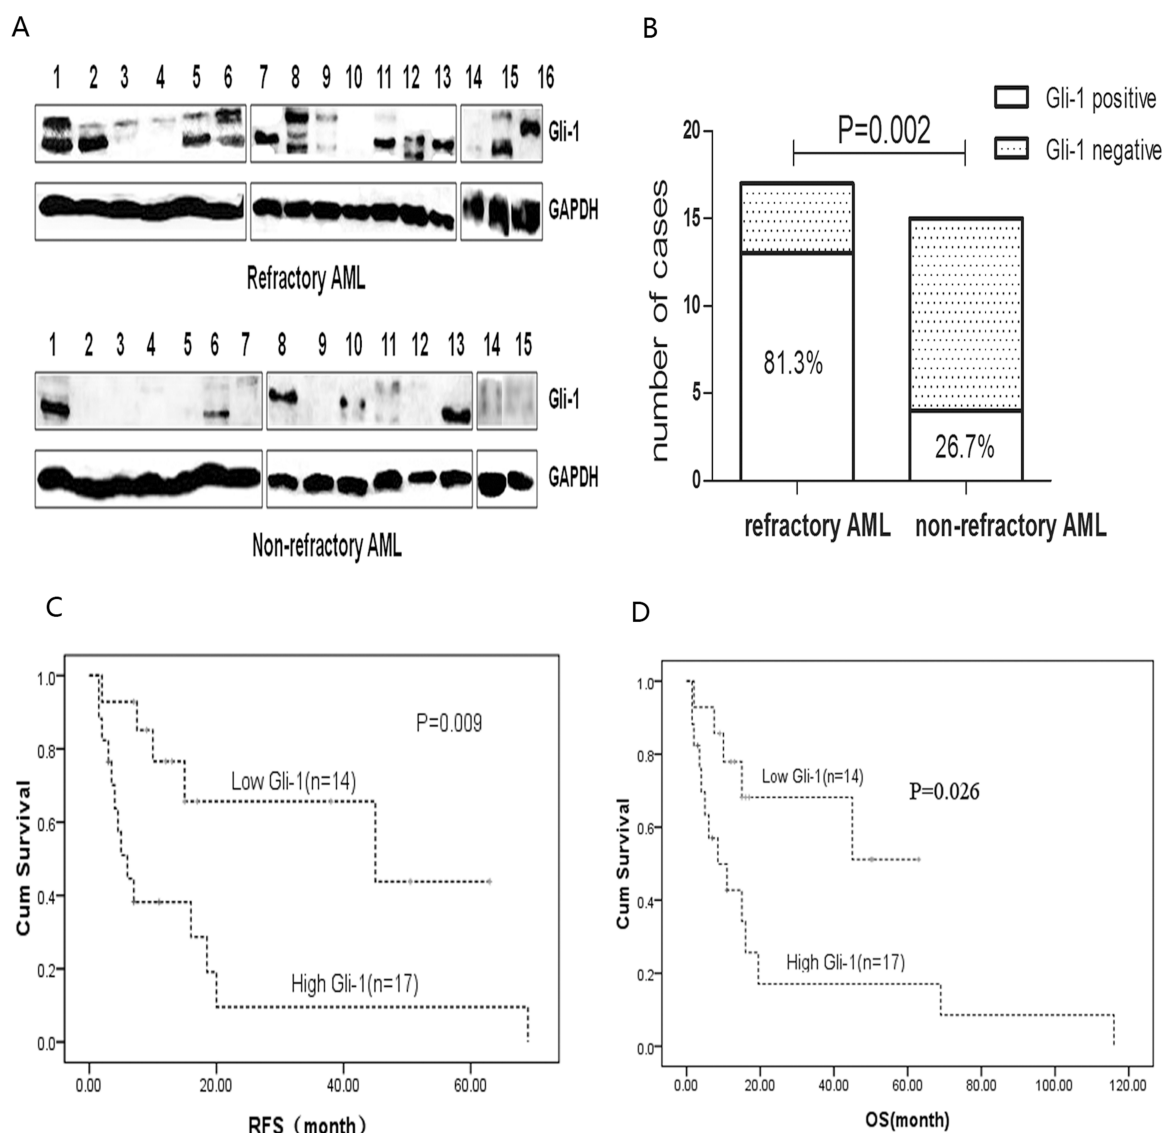 A
1 2 3 4 5 6 7 8 9 10 11 12 13 14 15 16
Gli-1
GAPDH
Refractory AML
1 2 3 4 5 6 7 8 9 10 11 12 13 14 15
Gli-1
GAPDH
Non-refractory AML
B
Gli-1 positive
Gli-1 negative
P=0.002
number of cases
20
15
10
5
0
81.3%
26.7%
refractory AML non-refractory AML
C
Cum Survival
1.0
0.8
0.6
0.4
0.2
0.0
P=0.009
Low Gli-1(n=14)
High Gli-1(n=17)
0.00 20.00 40.00 60.00
RFS (month)
D
Cum Survival
1.0
0.8
0.6
0.4
0.2
0.0
Low Gli-1(n=14)
P=0.026
High Gli-1(n=17)
0.00 20.00 40.00 60.00 80.00 100.00 120.00
OS(month)